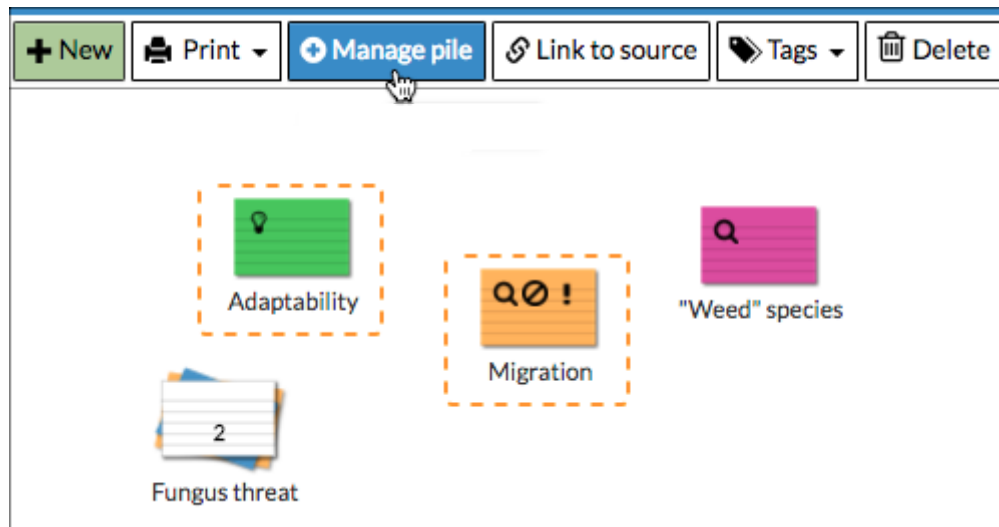 New Print Manage pile Link to source Tags Delete
Adaptability
"Weed" species
Migration
2
Fungus threat